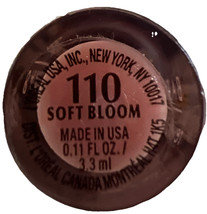 L'ORÉAL USA, INC., NEW YORK, NY 10017
110
SOFT BLOOM
MADE IN USA
0.11 FL OZ. /
3.3 ml
DIST. L'ORÉAL CANADA MONTRÉAL H4T 1K5